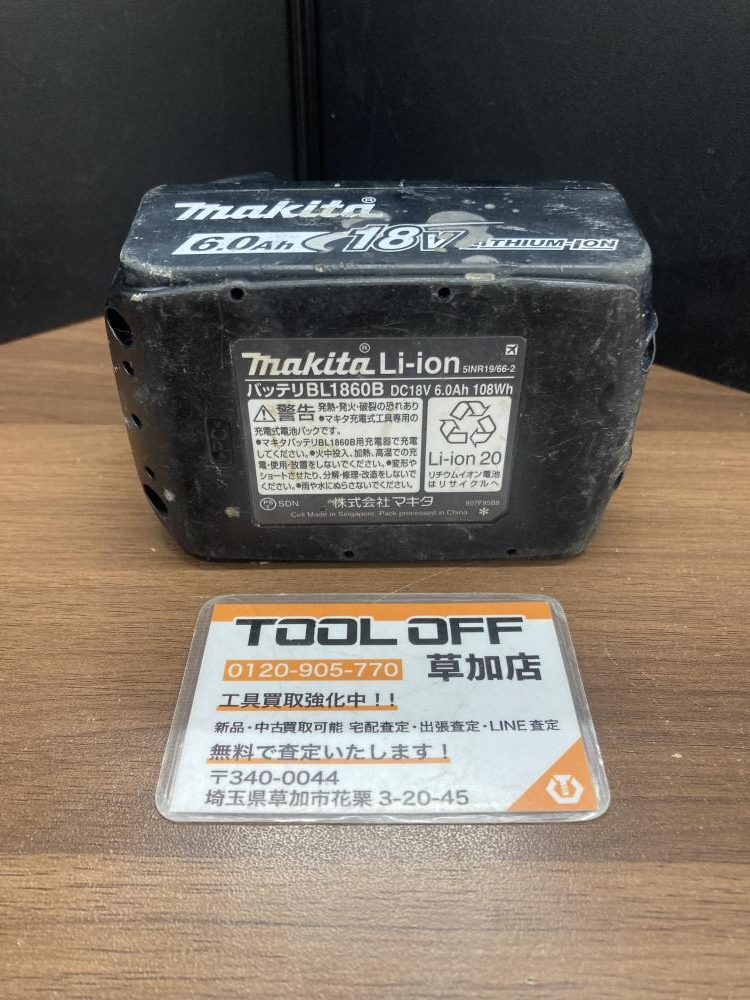 makita®
6.0Ah 18V LITHIUM-ION
makita® Li-ion 5INR19/66-2
バッテリBL1860B DC18V 6.0Ah 108Wh
警告 発熱・発火・破裂の恐れあり
●マキタ充電式工具専用の
充電式電池パックです。
●マキタバッテリBL1860B用充電器で充電
してください。●火中投入、加熱、高温での充
電・使用・放置をしないでください。●変形や
ショートさせたり、分解・修理・改造をしないで
ください。●雨や水にぬらさないでください。
Li-ion 20
リチウムイオン電池
はリサイクルへ
PSE SDN 株式会社 マキタ
Cell Made in Singapore. Pack processed in China
TOOL OFF
0120-905-770 草加店
工具買取強化中!!
新品・中古買取可能 宅配査定・出張査定・LINE査定
無料で査定いたします!
〒340-0044
埼玉県草加市花栗3-20-45